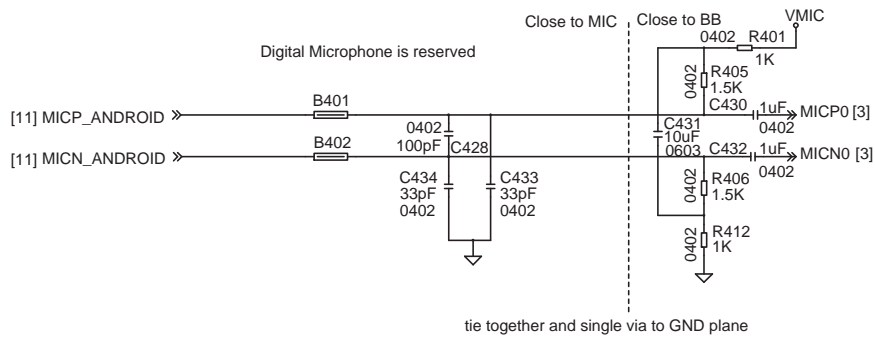 Close to MIC
Close to BB
VMIC
0402
R401
1K
Digital Microphone is reserved
0402
R405
1.5K
B401
[11] MICP_ANDROID
C430
1uF
MICP0 [3]
0402
0402
100pF
C428
C431
10uF
0603
B402
[11] MICN_ANDROID
C432
1uF
MICN0 [3]
0402
C434
33pF
0402
C433
33pF
0402
0402
R406
1.5K
0402
R412
1K
tie together and single via to GND plane